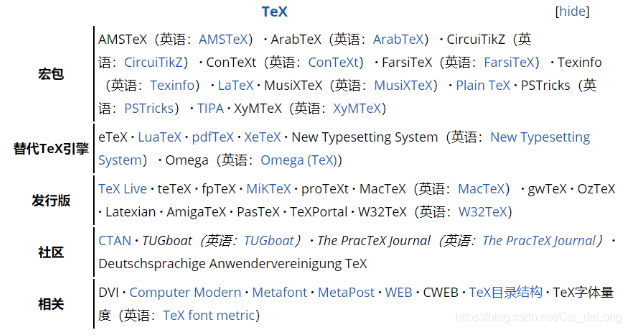 TeX [hide]
AMSTeX（英语：AMSTeX） · ArabTeX（英语：ArabTeX） · CircuiTikZ（英
语：CircuiTikZ） · ConTeXt（英语：ConTeXt） · FarsiTeX（英语：FarsiTeX） · Texinfo
宏包
（英语：Texinfo） · LaTeX · MusiXTeX（英语：MusiXTeX） · Plain TeX · PSTricks（英
语：PSTricks） · TIPA · XyMTeX（英语：XyMTeX）
替代TeX引擎
eTeX · LuaTeX · pdfTeX · XeTeX · New Typesetting System（英语：New Typesetting
System） · Omega（英语：Omega (TeX)）
发行版
TeX Live · teTeX · fpTeX · MiKTeX · proTeXt · MacTeX（英语：MacTeX） · gwTeX · OzTeX
· Latexian · AmigaTeX · PasTeX · TeXPortal · W32TeX（英语：W32TeX）
社区
CTAN · TUGboat（英语：TUGboat） · The PracTeX Journal（英语：The PracTeX Journal） ·
Deutschsprachige Anwendervereinigung TeX
相关
DVI · Computer Modern · Metafont · MetaPost · WEB · CWEB · TeX目录结构 · TeX字体量
度（英语：TeX font metric）
https://blog.csdn.net/Cai_deLong